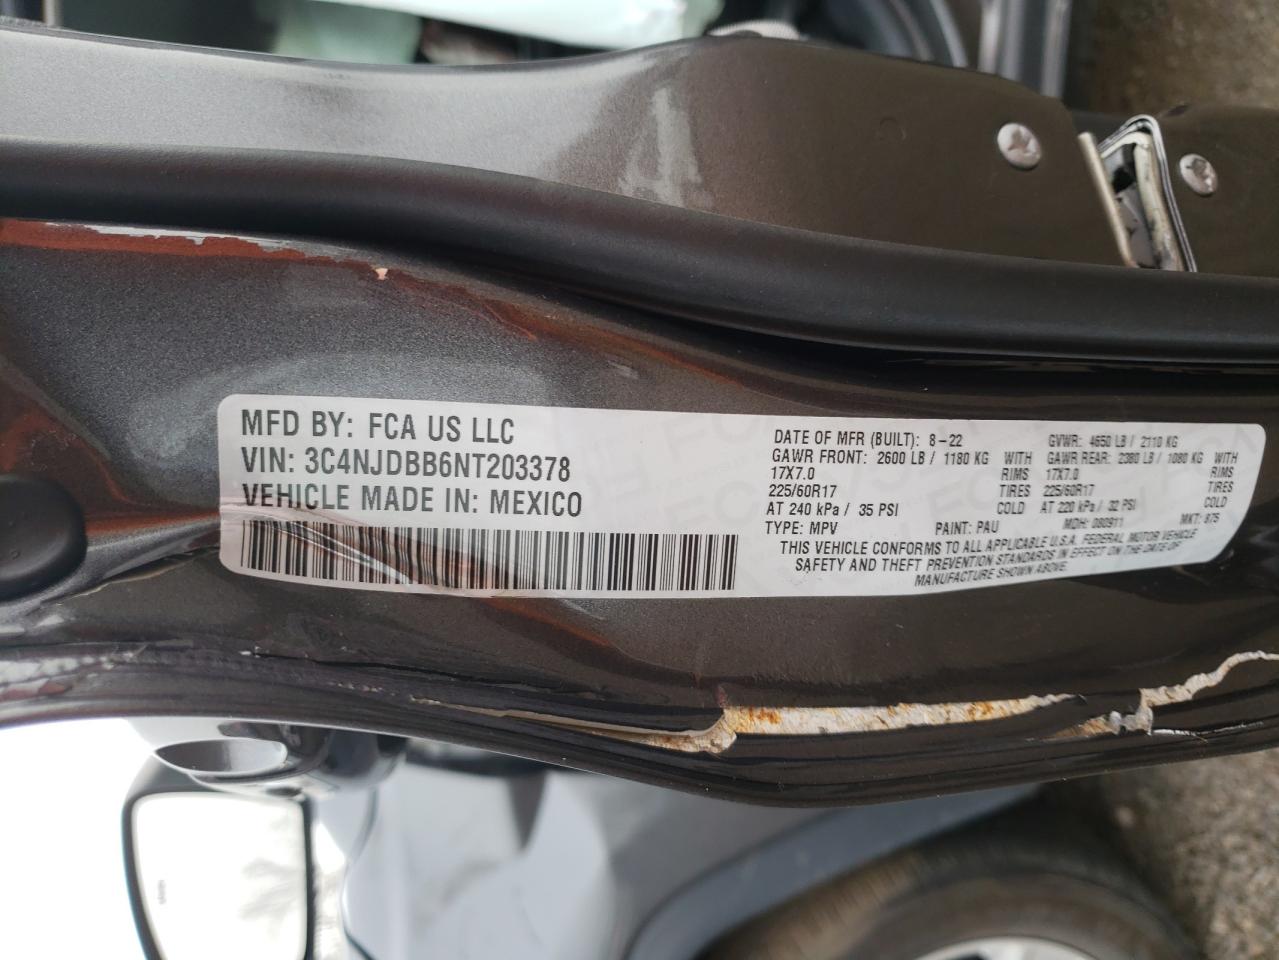 MFD BY: FCA US LLC
VIN: 3C4NJDBB6NT203378
VEHICLE MADE IN: MEXICO
DATE OF MFR (BUILT): 8-22 GVWR: 4650 LB / 2110 KG
GAWR FRONT: 2600 LB / 1180 KG WITH GAWR REAR: 2380 LB / 1080 KG WITH
17X7.0 RIMS 17X7.0 RIMS
225/60R17 TIRES 225/60R17 TIRES
AT 240 kPa / 35 PSI COLD AT 220 kPa / 32 PSI COLD
TYPE: MPV PAINT: PAU MDH: 080911 MKT: 875
THIS VEHICLE CONFORMS TO ALL APPLICABLE U.S.A. FEDERAL MOTOR VEHICLE
SAFETY AND THEFT PREVENTION STANDARDS IN EFFECT ON THE DATE OF
MANUFACTURE SHOWN ABOVE.